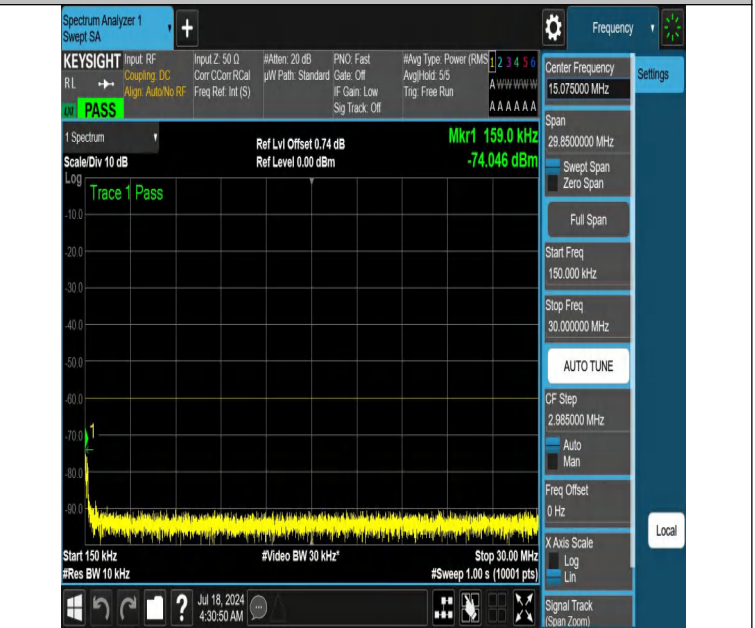 Spectrum Analyzer 1
Swept SA
+
Frequency
KEYSIGHT
RL
PASS
Input: RF
Coupling: DC
Align: Auto/No RF
Input Z: 50 Ω
Corr CCorr RCal
Freq Ref: Int (S)
#Atten: 20 dB
µW Path: Standard
PNO: Fast
Gate: Off
IF Gain: Low
Sig Track: Off
#Avg Type: Power (RMS
Avg|Hold: 5/5
Trig: Free Run
1 2 3 4 5 6
A W W W W W
A A A A A A
1 Spectrum
Scale/Div 10 dB
Ref Lvl Offset 0.74 dB
Ref Level 0.00 dBm
Mkr1 159.0 kHz
-74.046 dBm
Log
Trace 1 Pass
-10.0
-20.0
-30.0
-40.0
-50.0
-60.0
-70.0
-80.0
-90.0
1
Start 150 kHz
#Res BW 10 kHz
#Video BW 30 kHz*
Stop 30.00 MHz
#Sweep 1.00 s (10001 pts)
Jul 18, 2024
4:30:50 AM
Center Frequency
15.075000 MHz
Settings
Span
29.8500000 MHz
Swept Span
Zero Span
Full Span
Start Freq
150.000 kHz
Stop Freq
30.000000 MHz
AUTO TUNE
CF Step
2.985000 MHz
Auto
Man
Freq Offset
0 Hz
X Axis Scale
Log
Lin
Local
Signal Track
(Span Zoom)